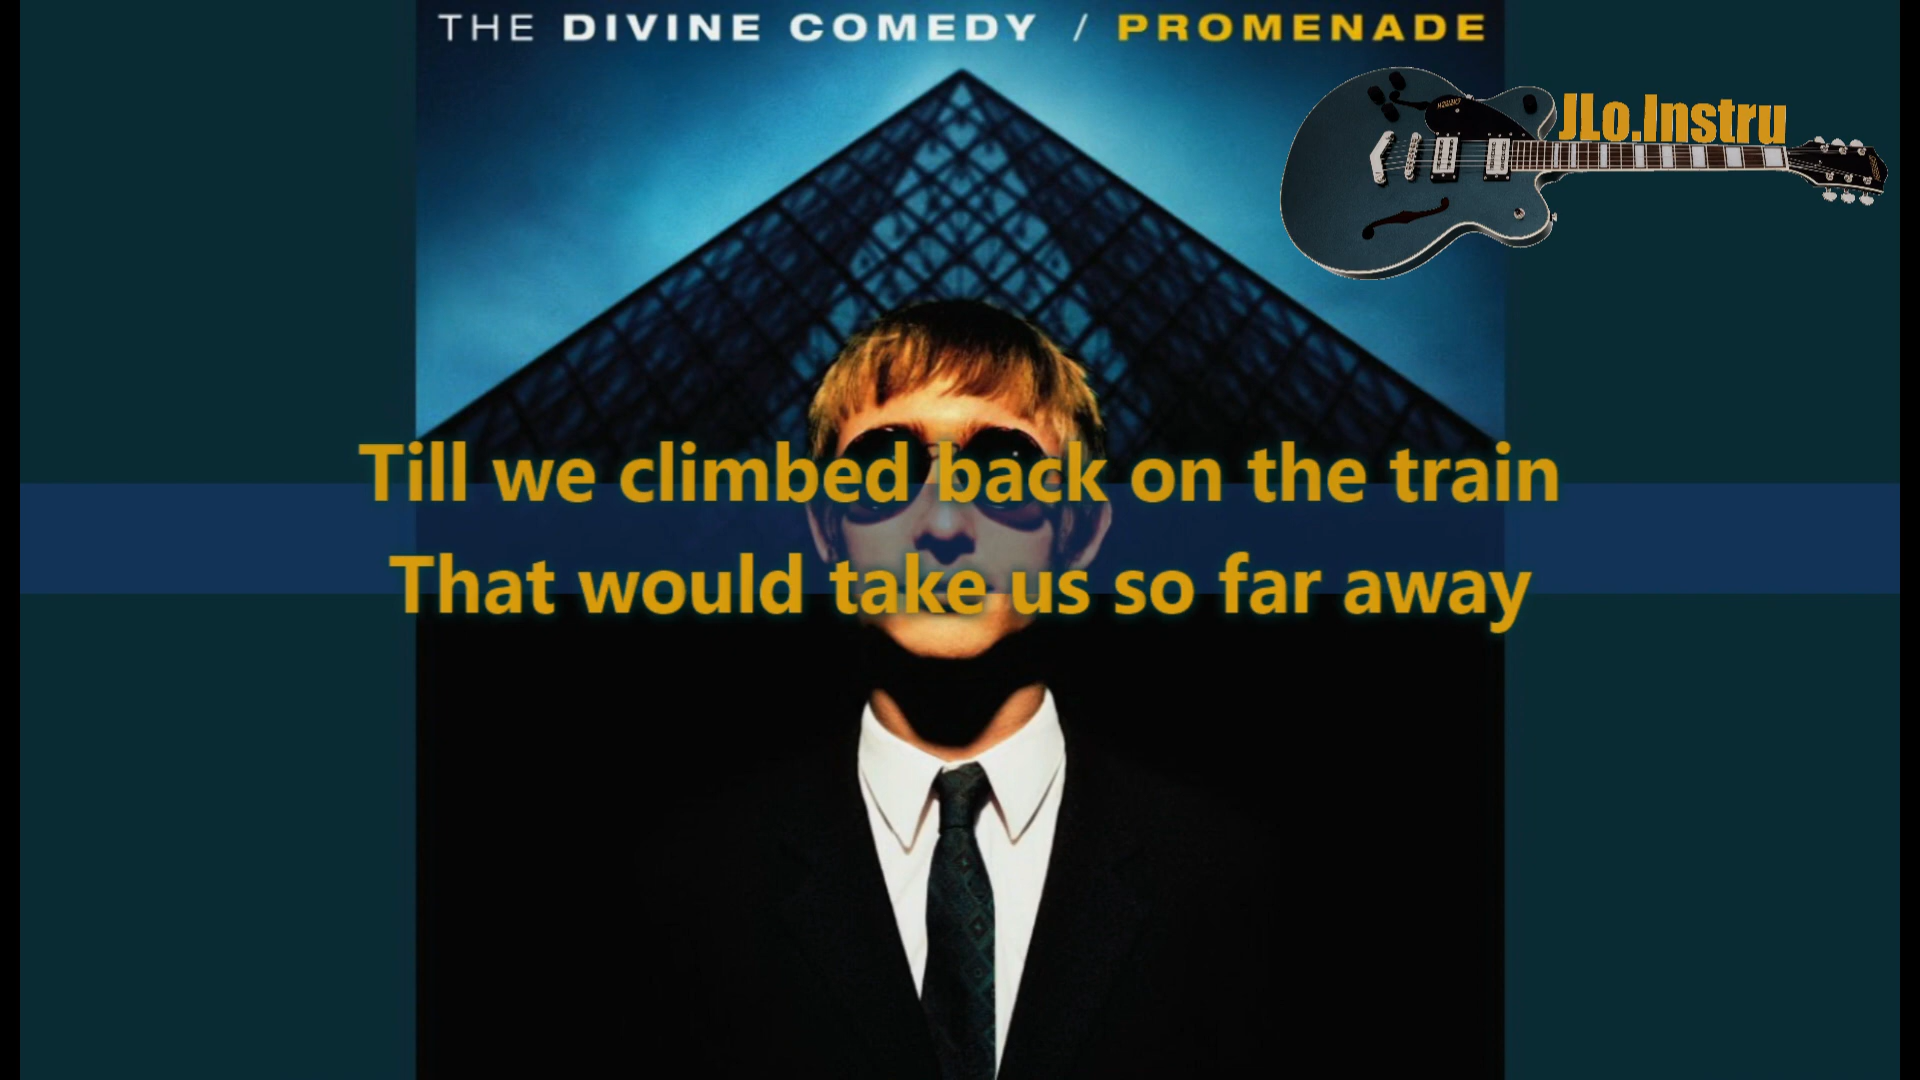 THE DIVINE COMEDY / PROMENADE
JLo.Instru
Till we climbed back on the train
That would take us so far away